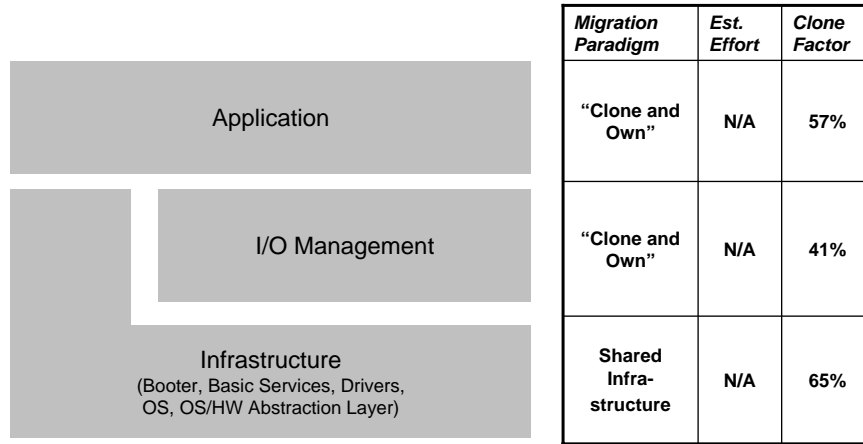 Migration Paradigm
Est. Effort
Clone Factor
Application
“Clone and Own”
N/A
57%
I/O Management
“Clone and Own”
N/A
41%
Infrastructure
(Booter, Basic Services, Drivers,
OS, OS/HW Abstraction Layer)
Shared Infra-structure
N/A
65%